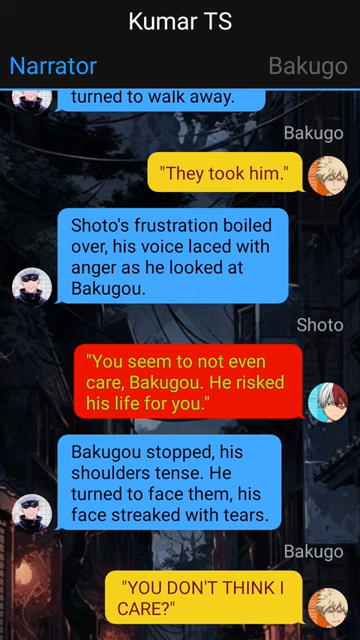 Kumar TS
Narrator
Bakugo
turned to walk away.
Bakugo
"They took him."
Shoto's frustration boiled
over, his voice laced with
anger as he looked at
Bakugou.
Shoto
"You seem to not even
care, Bakugou. He risked
his life for you."
Bakugou stopped, his
shoulders tense. He
turned to face them, his
face streaked with tears.
Bakugo
"YOU DON'T THINK I
CARE?"